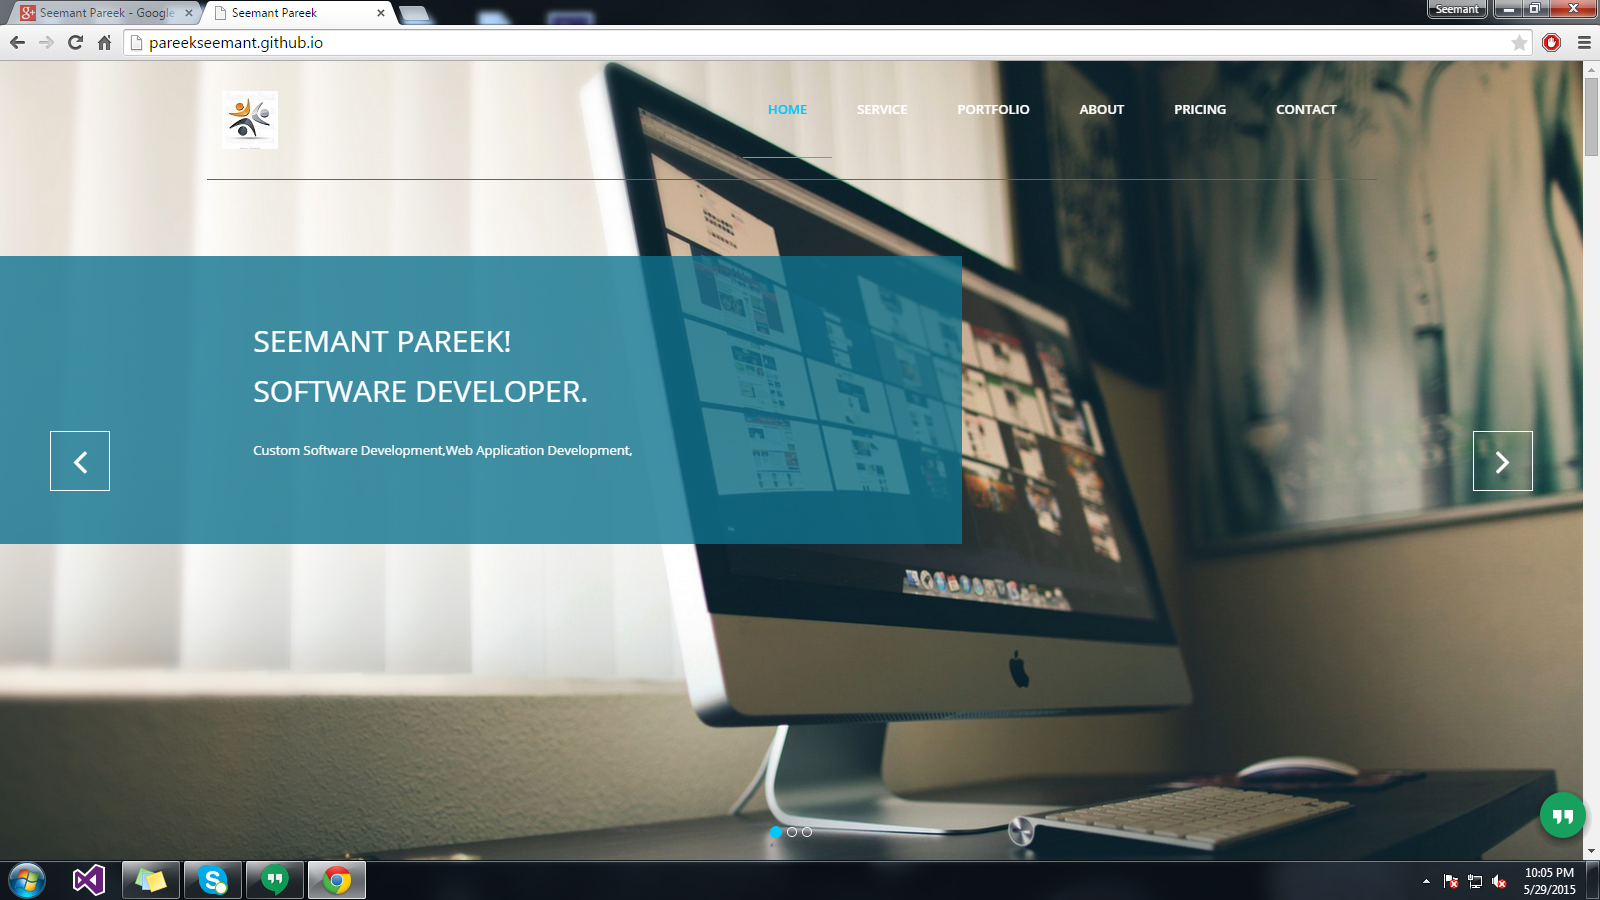 Seemant Pareek - Google
Seemant Pareek
Seemant
pareekseemant.github.io
HOME
SERVICE
PORTFOLIO
ABOUT
PRICING
CONTACT
SEEMANT PAREEK!
SOFTWARE DEVELOPER.
Custom Software Development,Web Application Development,
10:05 PM
5/29/2015